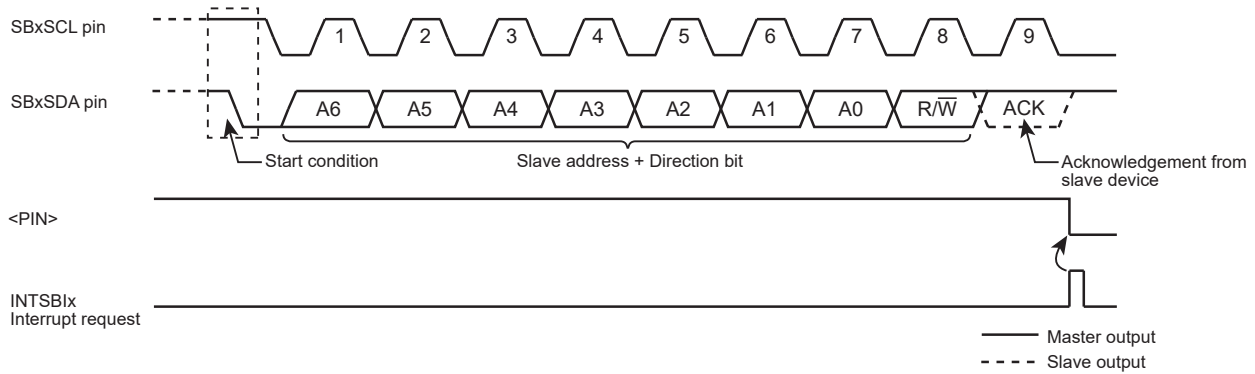 SBxSCL pin
1 2 3 4 5 6 7 8 9
SBxSDA pin
A6 A5 A4 A3 A2 A1 A0 R/W̅ ACK
Start condition
Slave address + Direction bit
Acknowledgement from
slave device
<PIN>
INTSBIx
Interrupt request
Master output
Slave output